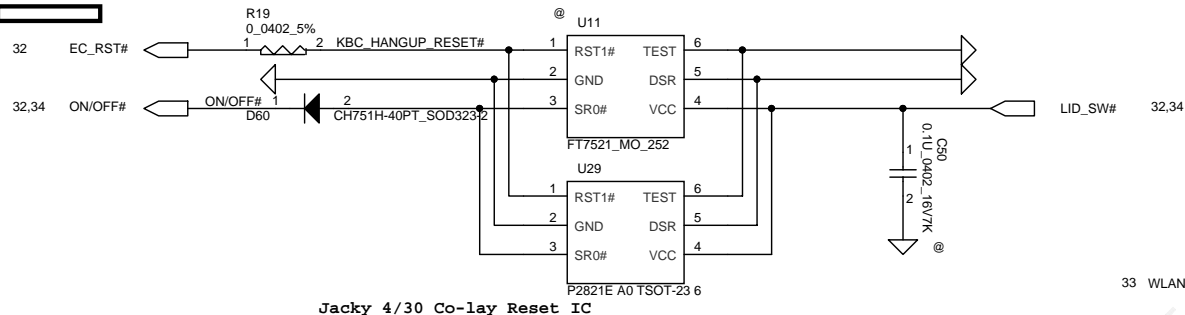 R19
0_0402_5%
@
U11
32 EC_RST# 1 2 KBC_HANGUP_RESET# 1 RST1# TEST 6
2 GND DSR 5
32,34 ON/OFF# ON/OFF# 1 2 3 SR0# VCC 4 LID_SW# 32,34
D60 CH751H-40PT_SOD323-2
FT7521_MO_252
C50
0.1U_0402_16V7K
1
2
@
U29
1 RST1# TEST 6
2 GND DSR 5
3 SR0# VCC 4
P2821E A0 TSOT-23 6
33 WLAN
Jacky 4/30 Co-lay Reset IC